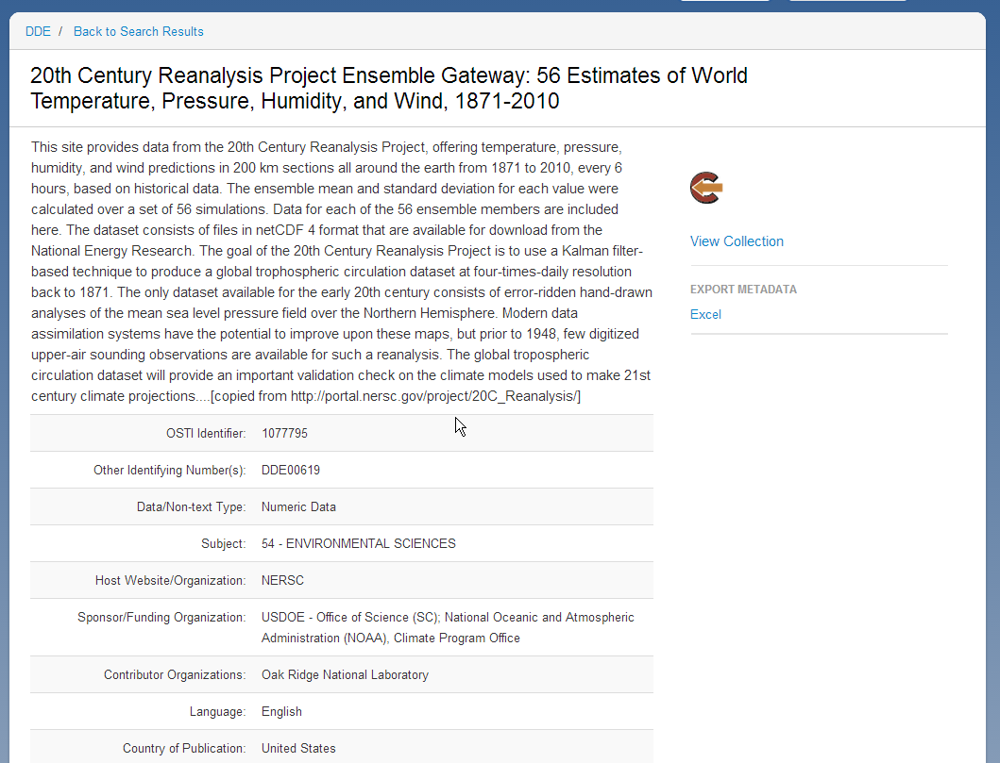 DDE / Back to Search Results
20th Century Reanalysis Project Ensemble Gateway: 56 Estimates of World
Temperature, Pressure, Humidity, and Wind, 1871-2010
This site provides data from the 20th Century Reanalysis Project, offering temperature, pressure,
humidity, and wind predictions in 200 km sections all around the earth from 1871 to 2010, every 6
hours, based on historical data. The ensemble mean and standard deviation for each value were
calculated over a set of 56 simulations. Data for each of the 56 ensemble members are included
here. The dataset consists of files in netCDF 4 format that are available for download from the
National Energy Research. The goal of the 20th Century Reanalysis Project is to use a Kalman filter-
based technique to produce a global trophospheric circulation dataset at four-times-daily resolution
back to 1871. The only dataset available for the early 20th century consists of error-ridden hand-drawn
analyses of the mean sea level pressure field over the Northern Hemisphere. Modern data
assimilation systems have the potential to improve upon these maps, but prior to 1948, few digitized
upper-air sounding observations are available for such a reanalysis. The global tropospheric
circulation dataset will provide an important validation check on the climate models used to make 21st
century climate projections....[copied from http://portal.nersc.gov/project/20C_Reanalysis/]
OSTI Identifier: 1077795
Other Identifying Number(s): DDE00619
Data/Non-text Type: Numeric Data
Subject: 54 - ENVIRONMENTAL SCIENCES
Host Website/Organization: NERSC
Sponsor/Funding Organization: USDOE - Office of Science (SC); National Oceanic and Atmospheric
Administration (NOAA), Climate Program Office
Contributor Organizations: Oak Ridge National Laboratory
Language: English
Country of Publication: United States
View Collection
EXPORT METADATA
Excel